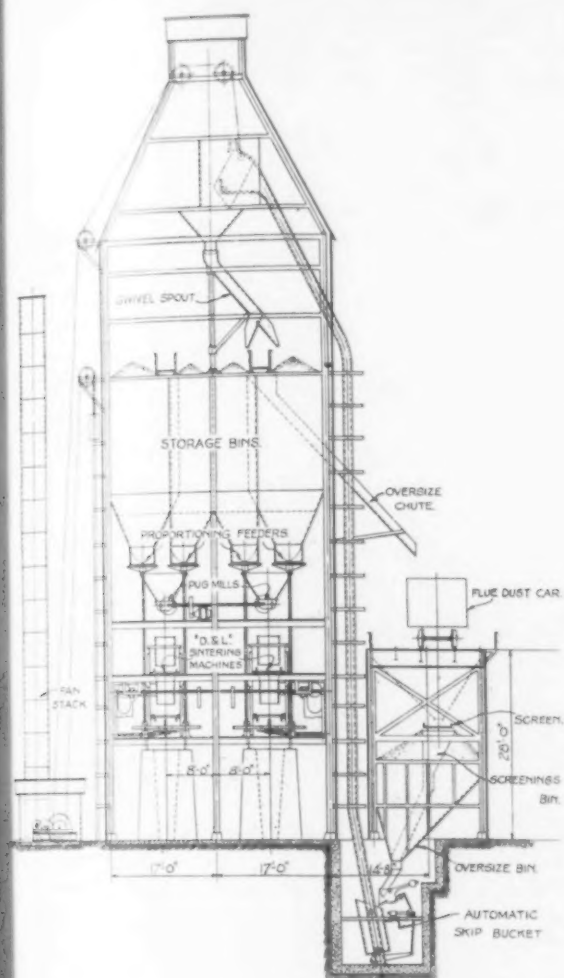 SWIVEL SPOUT.
STORAGE BINS.
OVERSIZE
CHUTE.
PROPORTIONING FEEDERS.
PUG MILLS.
FLUE DUST CAR.
"D. & L."
SINTERING
MACHINES
FAN
STACK
SCREEN.
28'-0"
SCREENINGS
BIN.
8'-0" 8'-0"
17'-0" 17'-0" 14'-8"
OVERSIZE BIN.
AUTOMATIC
SKIP BUCKET